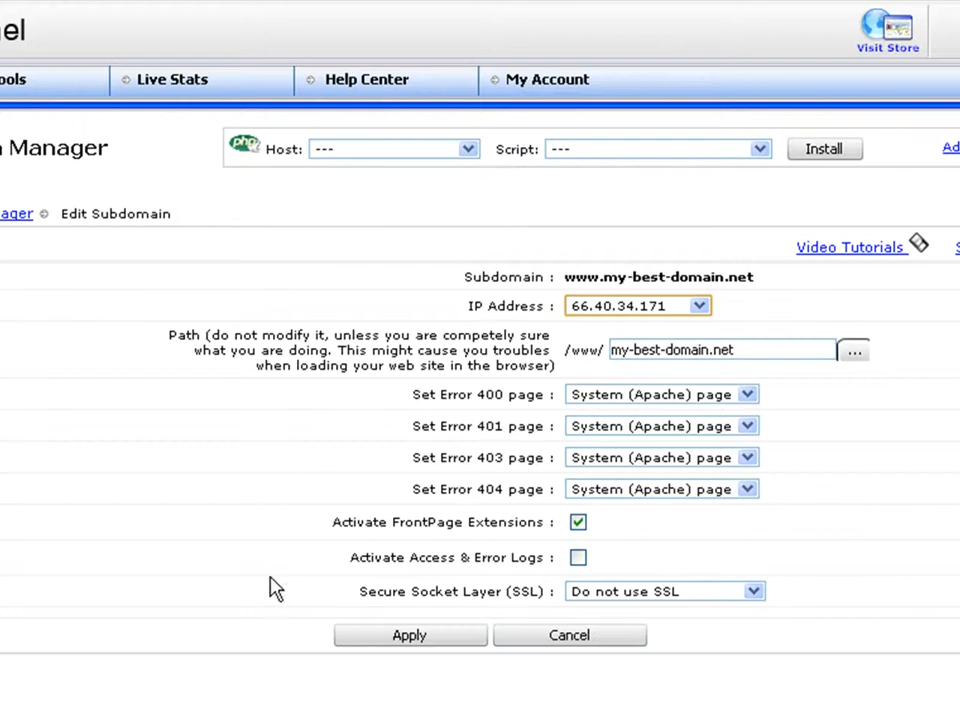 nel
Visit Store
ools
Live Stats
Help Center
My Account
Manager
php
Host:
---
Script:
---
Install
Ad
ager
Edit Subdomain
Video Tutorials
S
Subdomain :
www.my-best-domain.net
IP Address :
66.40.34.171
Path (do not modify it, unless you are competely sure
what you are doing. This might cause you troubles
when loading your web site in the browser)
/www/
my-best-domain.net
...
Set Error 400 page :
System (Apache) page
Set Error 401 page :
System (Apache) page
Set Error 403 page :
System (Apache) page
Set Error 404 page :
System (Apache) page
Activate FrontPage Extensions :
Activate Access & Error Logs :
Secure Socket Layer (SSL) :
Do not use SSL
Apply
Cancel